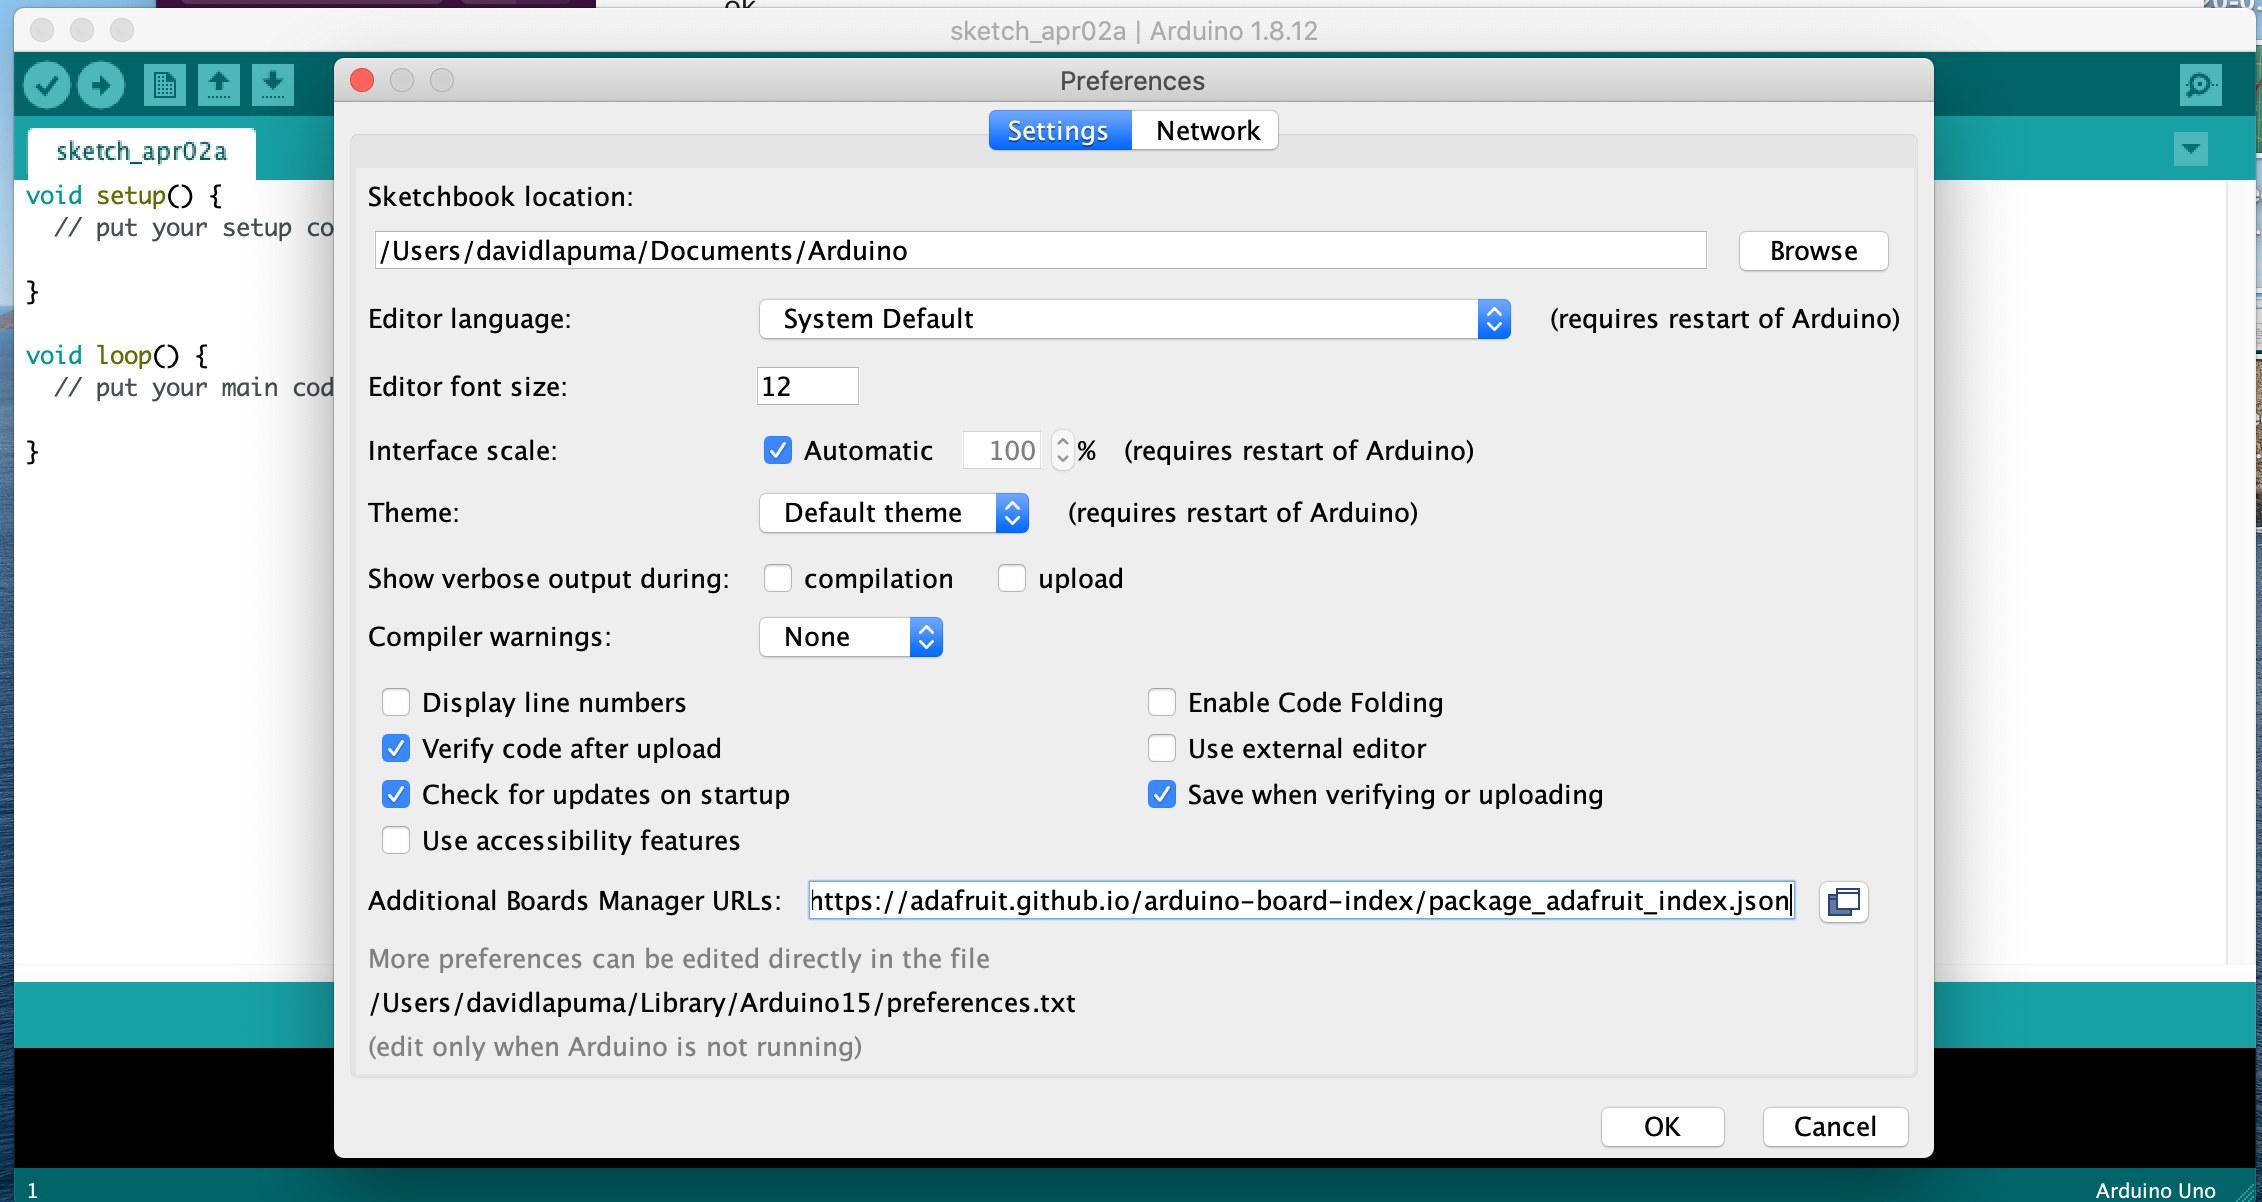 ok
sketch_apr02a | Arduino 1.8.12
Preferences
Settings Network
sketch_apr02a
void setup() {
// put your setup co
}
void loop() {
// put your main cod
}
Sketchbook location:
/Users/davidlapuma/Documents/Arduino Browse
Editor language: System Default (requires restart of Arduino)
Editor font size: 12
Interface scale: Automatic 100 % (requires restart of Arduino)
Theme: Default theme (requires restart of Arduino)
Show verbose output during: compilation upload
Compiler warnings: None
Display line numbers Enable Code Folding
Verify code after upload Use external editor
Check for updates on startup Save when verifying or uploading
Use accessibility features
Additional Boards Manager URLs: https://adafruit.github.io/arduino-board-index/package_adafruit_index.json
More preferences can be edited directly in the file
/Users/davidlapuma/Library/Arduino15/preferences.txt
(edit only when Arduino is not running)
OK Cancel
1 Arduino Uno